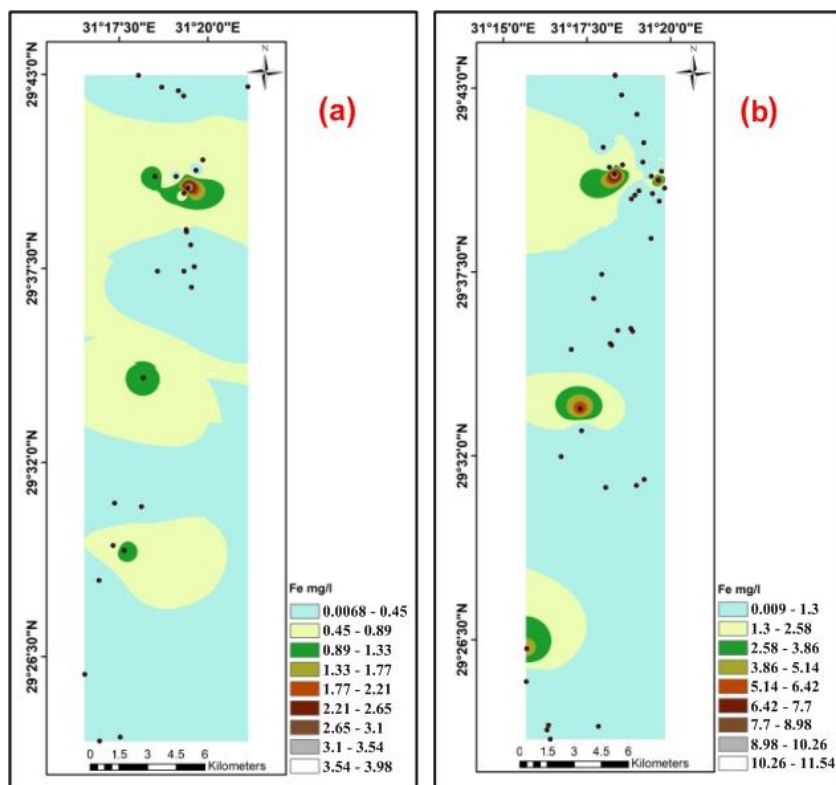 31°17'30"E 31°20'0"E
N
29°43'0"N
29°37'30"N
29°32'0"N
29°26'30"N
(a)
Fe mg/l
0.0068 - 0.45
0.45 - 0.89
0.89 - 1.33
1.33 - 1.77
1.77 - 2.21
2.21 - 2.65
2.65 - 3.1
3.1 - 3.54
3.54 - 3.98
0 1.5 3 4.5 6
Kilometers
31°15'0"E 31°17'30"E 31°20'0"E
N
29°43'0"N
29°37'30"N
29°32'0"N
29°26'30"N
(b)
Fe mg/l
0.009 - 1.3
1.3 - 2.58
2.58 - 3.86
3.86 - 5.14
5.14 - 6.42
6.42 - 7.7
7.7 - 8.98
8.98 - 10.26
10.26 - 11.54
0 1.5 3 4.5 6
Kilometers